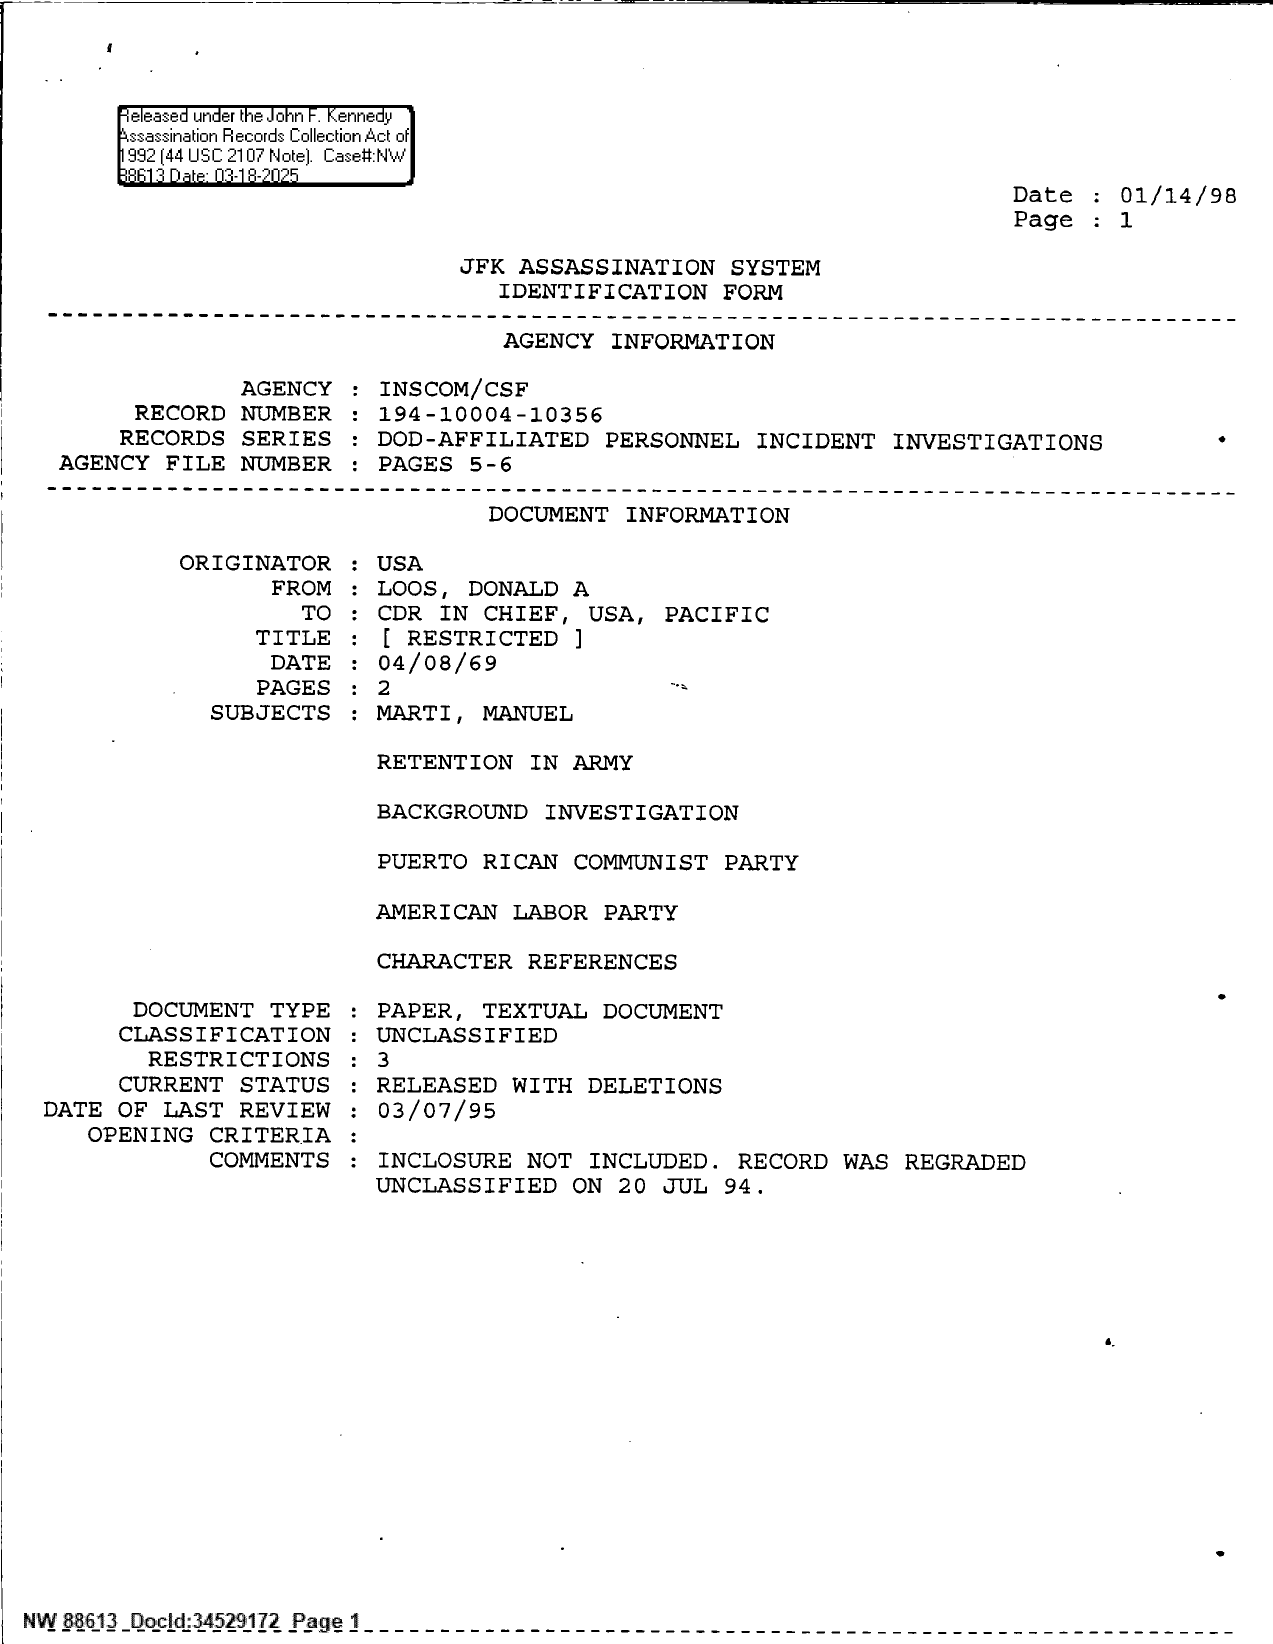 Released under the John F. Kennedy
Assassination Records Collection Act of
1992 (44 USC 2107 Note). Case#:NW
88613 Date: 03-18-2025
Date : 01/14/98
Page : 1
JFK ASSASSINATION SYSTEM
IDENTIFICATION FORM
AGENCY INFORMATION
AGENCY : INSCOM/CSF
RECORD NUMBER : 194-10004-10356
RECORDS SERIES : DOD-AFFILIATED PERSONNEL INCIDENT INVESTIGATIONS
AGENCY FILE NUMBER : PAGES 5-6
DOCUMENT INFORMATION
ORIGINATOR : USA
FROM : LOOS, DONALD A
TO : CDR IN CHIEF, USA, PACIFIC
TITLE : [ RESTRICTED ]
DATE : 04/08/69
PAGES : 2
SUBJECTS : MARTI, MANUEL
RETENTION IN ARMY
BACKGROUND INVESTIGATION
PUERTO RICAN COMMUNIST PARTY
AMERICAN LABOR PARTY
CHARACTER REFERENCES
DOCUMENT TYPE : PAPER, TEXTUAL DOCUMENT
CLASSIFICATION : UNCLASSIFIED
RESTRICTIONS : 3
CURRENT STATUS : RELEASED WITH DELETIONS
DATE OF LAST REVIEW : 03/07/95
OPENING CRITERIA :
COMMENTS : INCLOSURE NOT INCLUDED. RECORD WAS REGRADED
UNCLASSIFIED ON 20 JUL 94.
NW 88613 DocId:34529172 Page 1